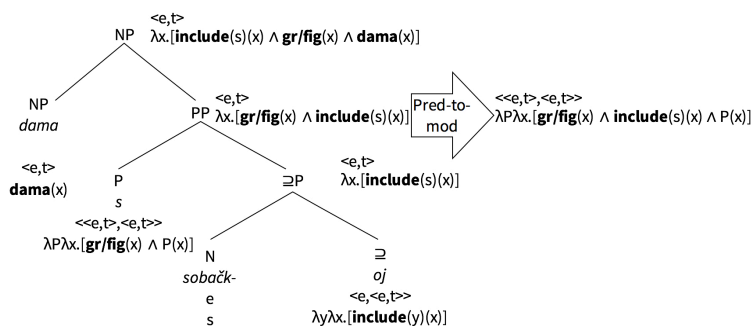 <e,t>
NP λx.[include(s)(x) ∧ gr/fig(x) ∧ dama(x)]
NP
dama
<e,t>
PP λx.[gr/fig(x) ∧ include(s)(x)]
Pred-to-
mod
<<e,t>,<e,t>>
λPλx.[gr/fig(x) ∧ include(s)(x) ∧ P(x)]
<e,t>
dama(x)
P
s
<<e,t>,<e,t>>
λPλx.[gr/fig(x) ∧ P(x)]
<e,t>
⊇P λx.[include(s)(x)]
N
sobačk-
e
s
⊇
oj
<e,<e,t>>
λyλx.[include(y)(x)]